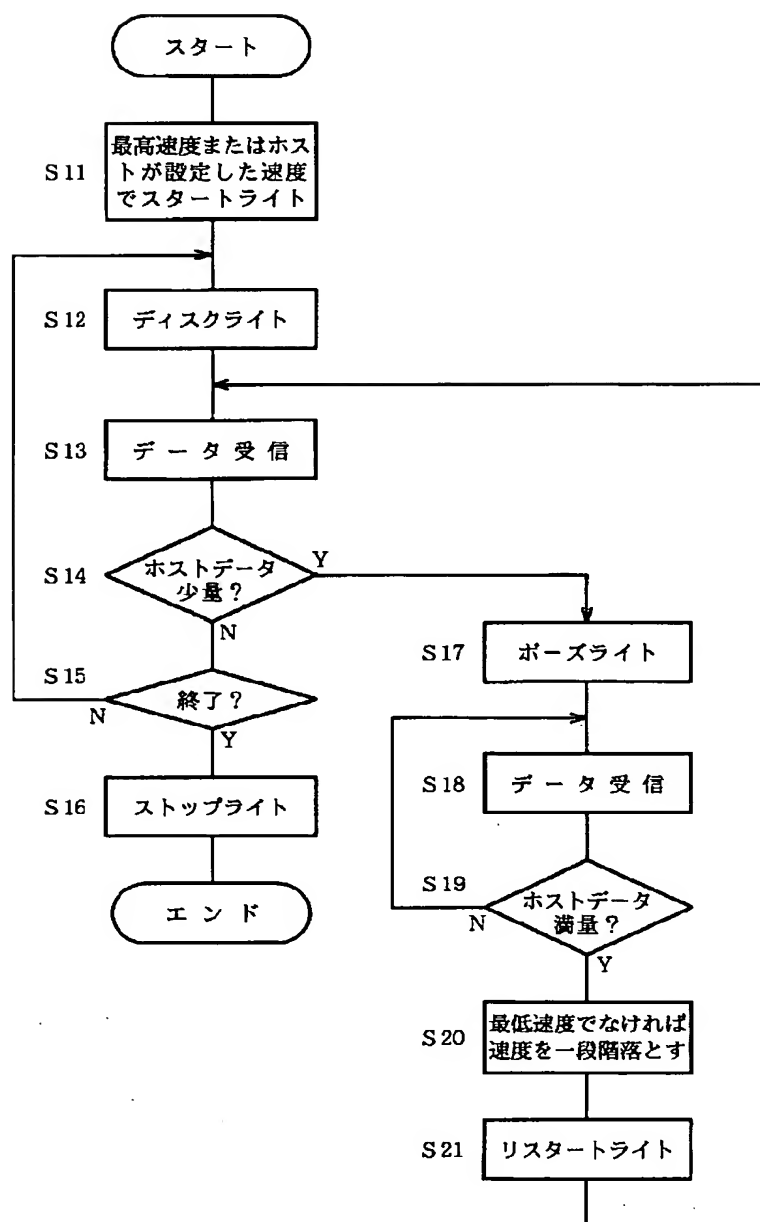 スタート
S11
最高速度またはホス
トが設定した速度
でスタートライト
S12
ディスクライト
S13
データ受信
S14
ホストデータ
少量?
Y
N
S15
終了?
N
Y
S16
ストップライト
エンド
S17
ポーズライト
S18
データ受信
S19
ホストデータ
満量?
N
Y
S20
最低速度でなければ
速度を一段階落とす
S21
リスタートライト